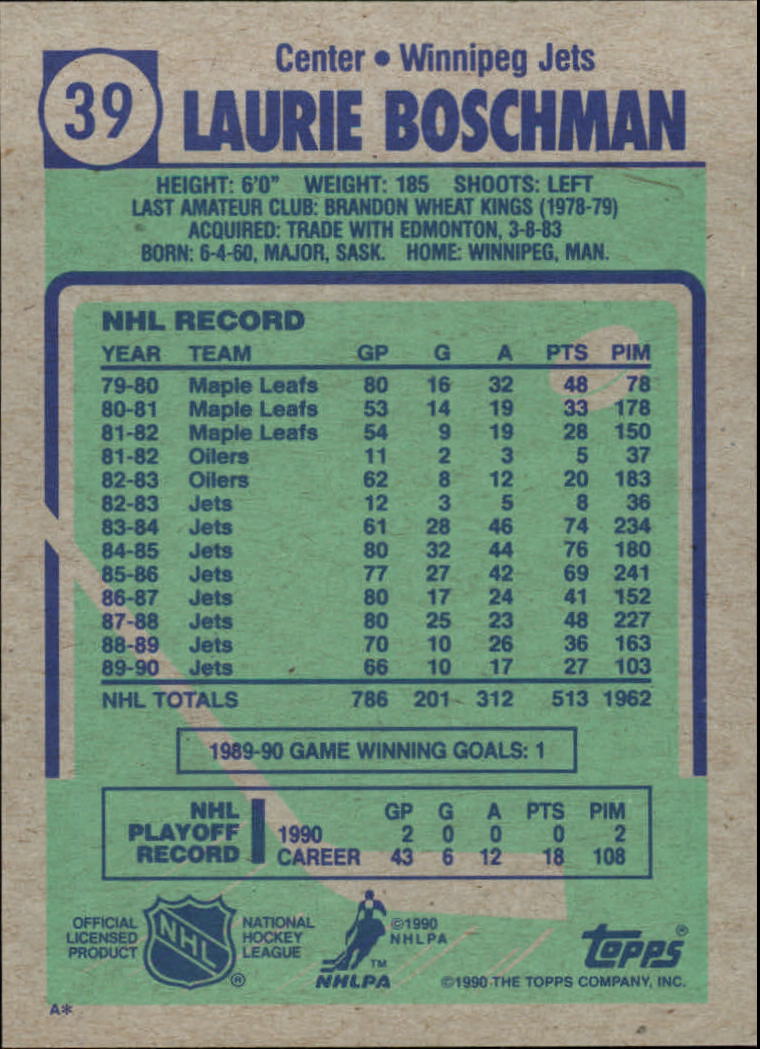 39
Center • Winnipeg Jets
LAURIE BOSCHMAN
HEIGHT: 6'0" WEIGHT: 185 SHOOTS: LEFT
LAST AMATEUR CLUB: BRANDON WHEAT KINGS (1978-79)
ACQUIRED: TRADE WITH EDMONTON, 3-8-83
BORN: 6-4-60, MAJOR, SASK. HOME: WINNIPEG, MAN.
NHL RECORD
YEAR TEAM GP G A PTS PIM
79-80 Maple Leafs 80 16 32 48 78
80-81 Maple Leafs 53 14 19 33 178
81-82 Maple Leafs 54 9 19 28 150
81-82 Oilers 11 2 3 5 37
82-83 Oilers 62 8 12 20 183
82-83 Jets 12 3 5 8 36
83-84 Jets 61 28 46 74 234
84-85 Jets 80 32 44 76 180
85-86 Jets 77 27 42 69 241
86-87 Jets 80 17 24 41 152
87-88 Jets 80 25 23 48 227
88-89 Jets 70 10 26 36 163
89-90 Jets 66 10 17 27 103
NHL TOTALS 786 201 312 513 1962
1989-90 GAME WINNING GOALS: 1
NHL PLAYOFF RECORD
GP G A PTS PIM
1990 2 0 0 0 2
CAREER 43 6 12 18 108
OFFICIAL
LICENSED
PRODUCT
NHL
®
NATIONAL
HOCKEY
LEAGUE
TM
NHLPA
©1990
NHLPA
topps®
©1990 THE TOPPS COMPANY, INC.
A*